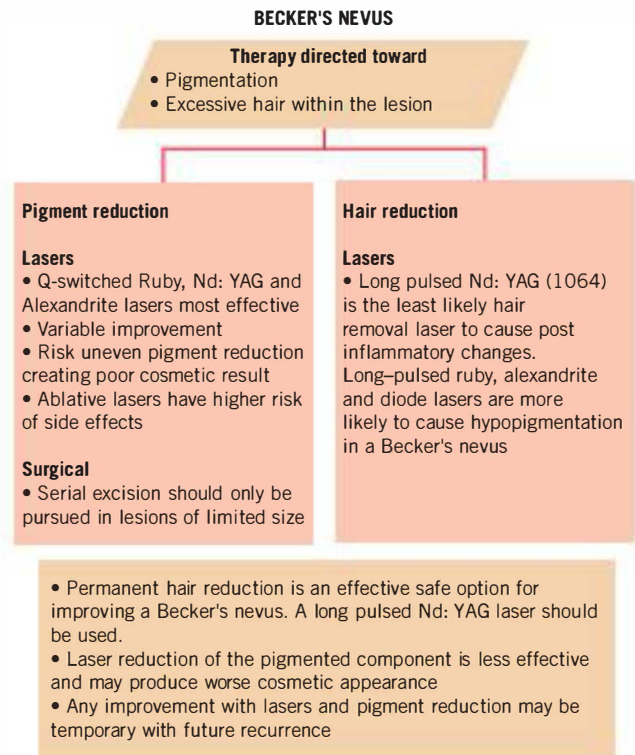 BECKER'S NEVUS
Therapy directed toward
• Pigmentation
• Excessive hair within the lesion
Pigment reduction
Lasers
• Q-switched Ruby, Nd: YAG and
Alexandrite lasers most effective
• Variable improvement
• Risk uneven pigment reduction
creating poor cosmetic result
• Ablative lasers have higher risk
of side effects
Surgical
• Serial excision should only be
pursued in lesions of limited size
Hair reduction
Lasers
• Long pulsed Nd: YAG (1064)
is the least likely hair
removal laser to cause post
inflammatory changes.
Long–pulsed ruby, alexandrite
and diode lasers are more
likely to cause hypopigmentation
in a Becker's nevus
• Permanent hair reduction is an effective safe option for
improving a Becker's nevus. A long pulsed Nd: YAG laser should
be used.
• Laser reduction of the pigmented component is less effective
and may produce worse cosmetic appearance
• Any improvement with lasers and pigment reduction may be
temporary with future recurrence